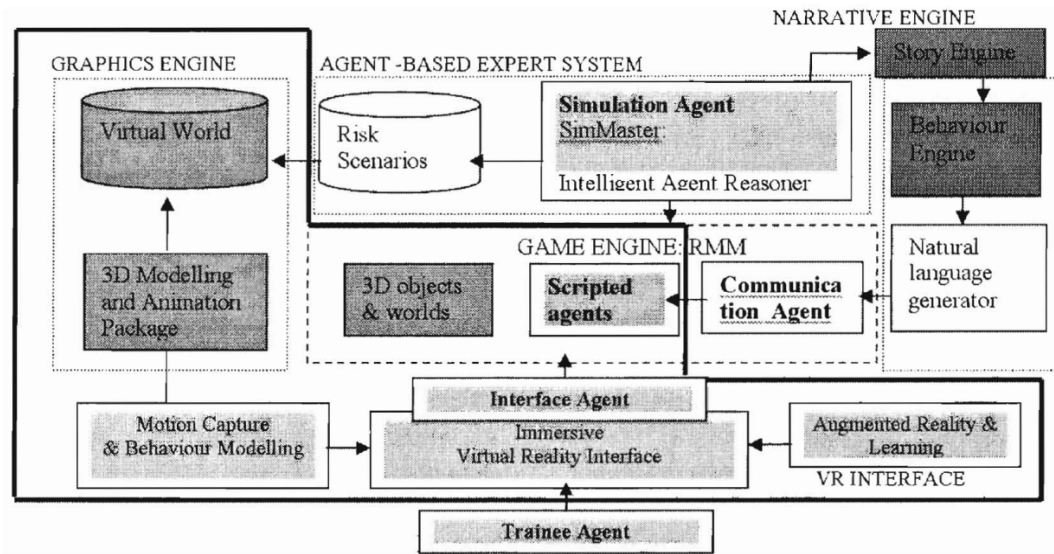 NARRATIVE ENGINE
Story Engine
GRAPHICS ENGINE
AGENT -BASED EXPERT SYSTEM
Virtual World
Risk
Scenarios
Simulation Agent
SimMaster:
Intelligent Agent Reasoner
Behaviour
Engine
GAME ENGINE: RMM
3D Modelling
and Animation
Package
3D objects
& worlds
Scripted
agents
Communica
tion Agent
Natural
language
generator
Interface Agent
Motion Capture
& Behaviour Modelling
Immersive
Virtual Reality Interface
Augmented Reality &
Learning
VR INTERFACE
Trainee Agent